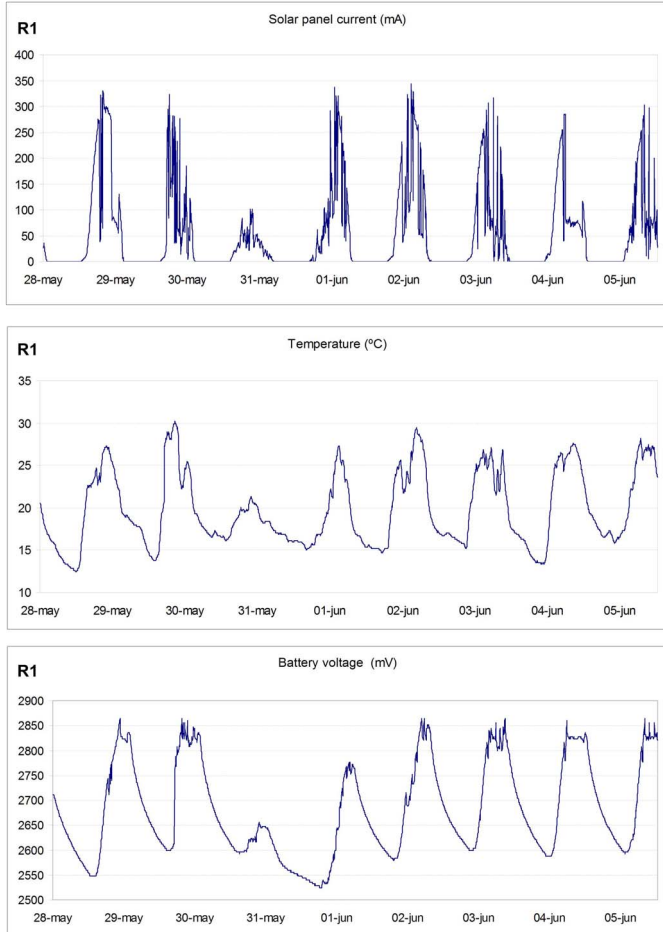 R1
Solar panel current (mA)
400
350
300
250
200
150
100
50
0
28-may 29-may 30-may 31-may 01-jun 02-jun 03-jun 04-jun 05-jun
R1
Temperature (ºC)
35
30
25
20
15
10
28-may 29-may 30-may 31-may 01-jun 02-jun 03-jun 04-jun 05-jun
R1
Battery voltage (mV)
2900
2850
2800
2750
2700
2650
2600
2550
2500
28-may 29-may 30-may 31-may 01-jun 02-jun 03-jun 04-jun 05-jun